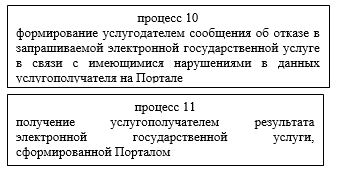 процесс 10
формирование услугодателем сообщения об отказе в
запрашиваемой электронной государственной услуге
в связи с имеющимися нарушениями в данных
услугополучателя на Портале
процесс 11
получение услугополучателем результата
электронной государственной услуги,
сформированной Порталом